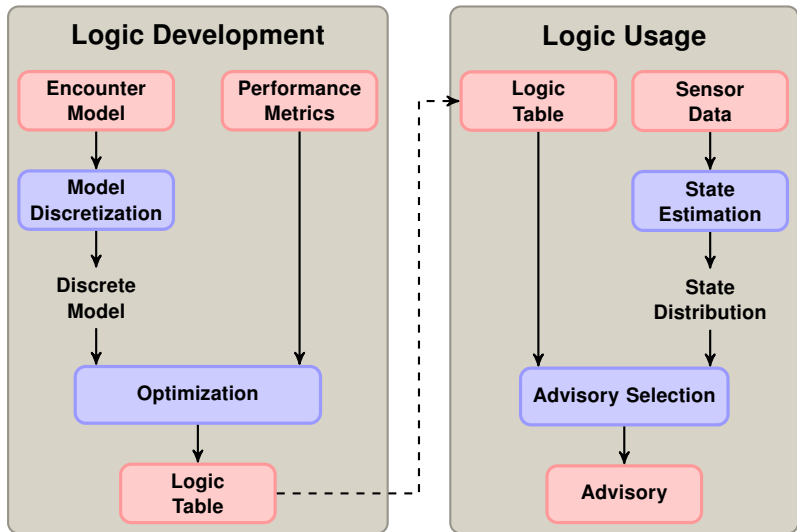 Logic Development
Encounter
Model
Performance
Metrics
Model
Discretization
Discrete
Model
Optimization
Logic
Table
Logic Usage
Logic
Table
Sensor
Data
State
Estimation
State
Distribution
Advisory Selection
Advisory